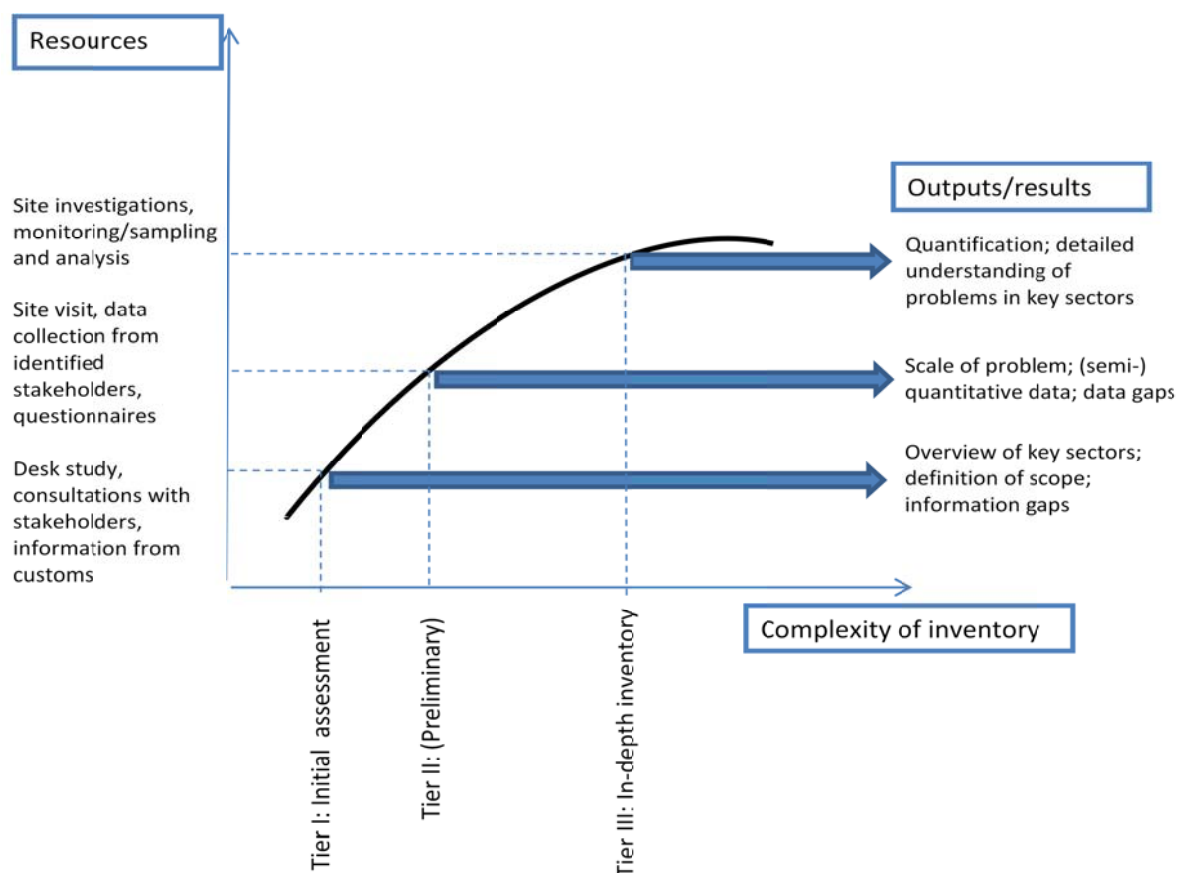 Resources
Site investigations,
monitoring/sampling
and analysis
Site visit, data
collection from
identified
stakeholders,
questionnaires
Desk study,
consultations with
stakeholders,
information from
customs
Outputs/results
Quantification; detailed
understanding of
problems in key sectors
Scale of problem; (semi-)
quantitative data; data gaps
Overview of key sectors;
definition of scope;
information gaps
Complexity of inventory
Tier I: Initial assessment
Tier II: (Preliminary)
Tier III: In-depth inventory